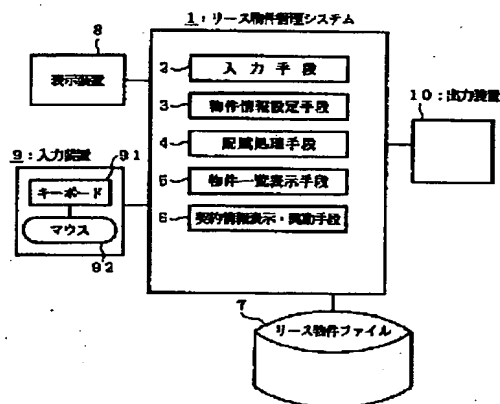 1：リース物件管理システム
8
表示装置
2
入力手段
3
物件情報設定手段
4
配賦処理手段
5
物件一覧表示手段
6
契約情報表示・異動手段
10：出力装置
9：入力装置
91
キーボード
マウス
92
7
リース物件ファイル